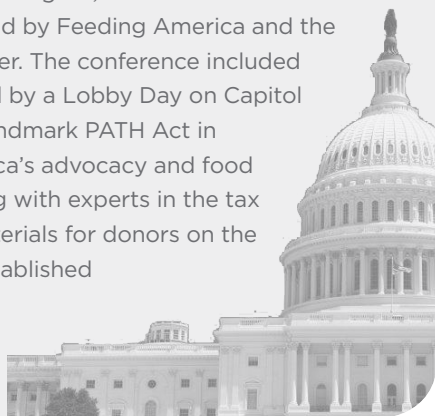 d by Feeding America and the
er. The conference included
l by a Lobby Day on Capitol
ndmark PATH Act in
ca's advocacy and food
g with experts in the tax
terials for donors on the
ablished